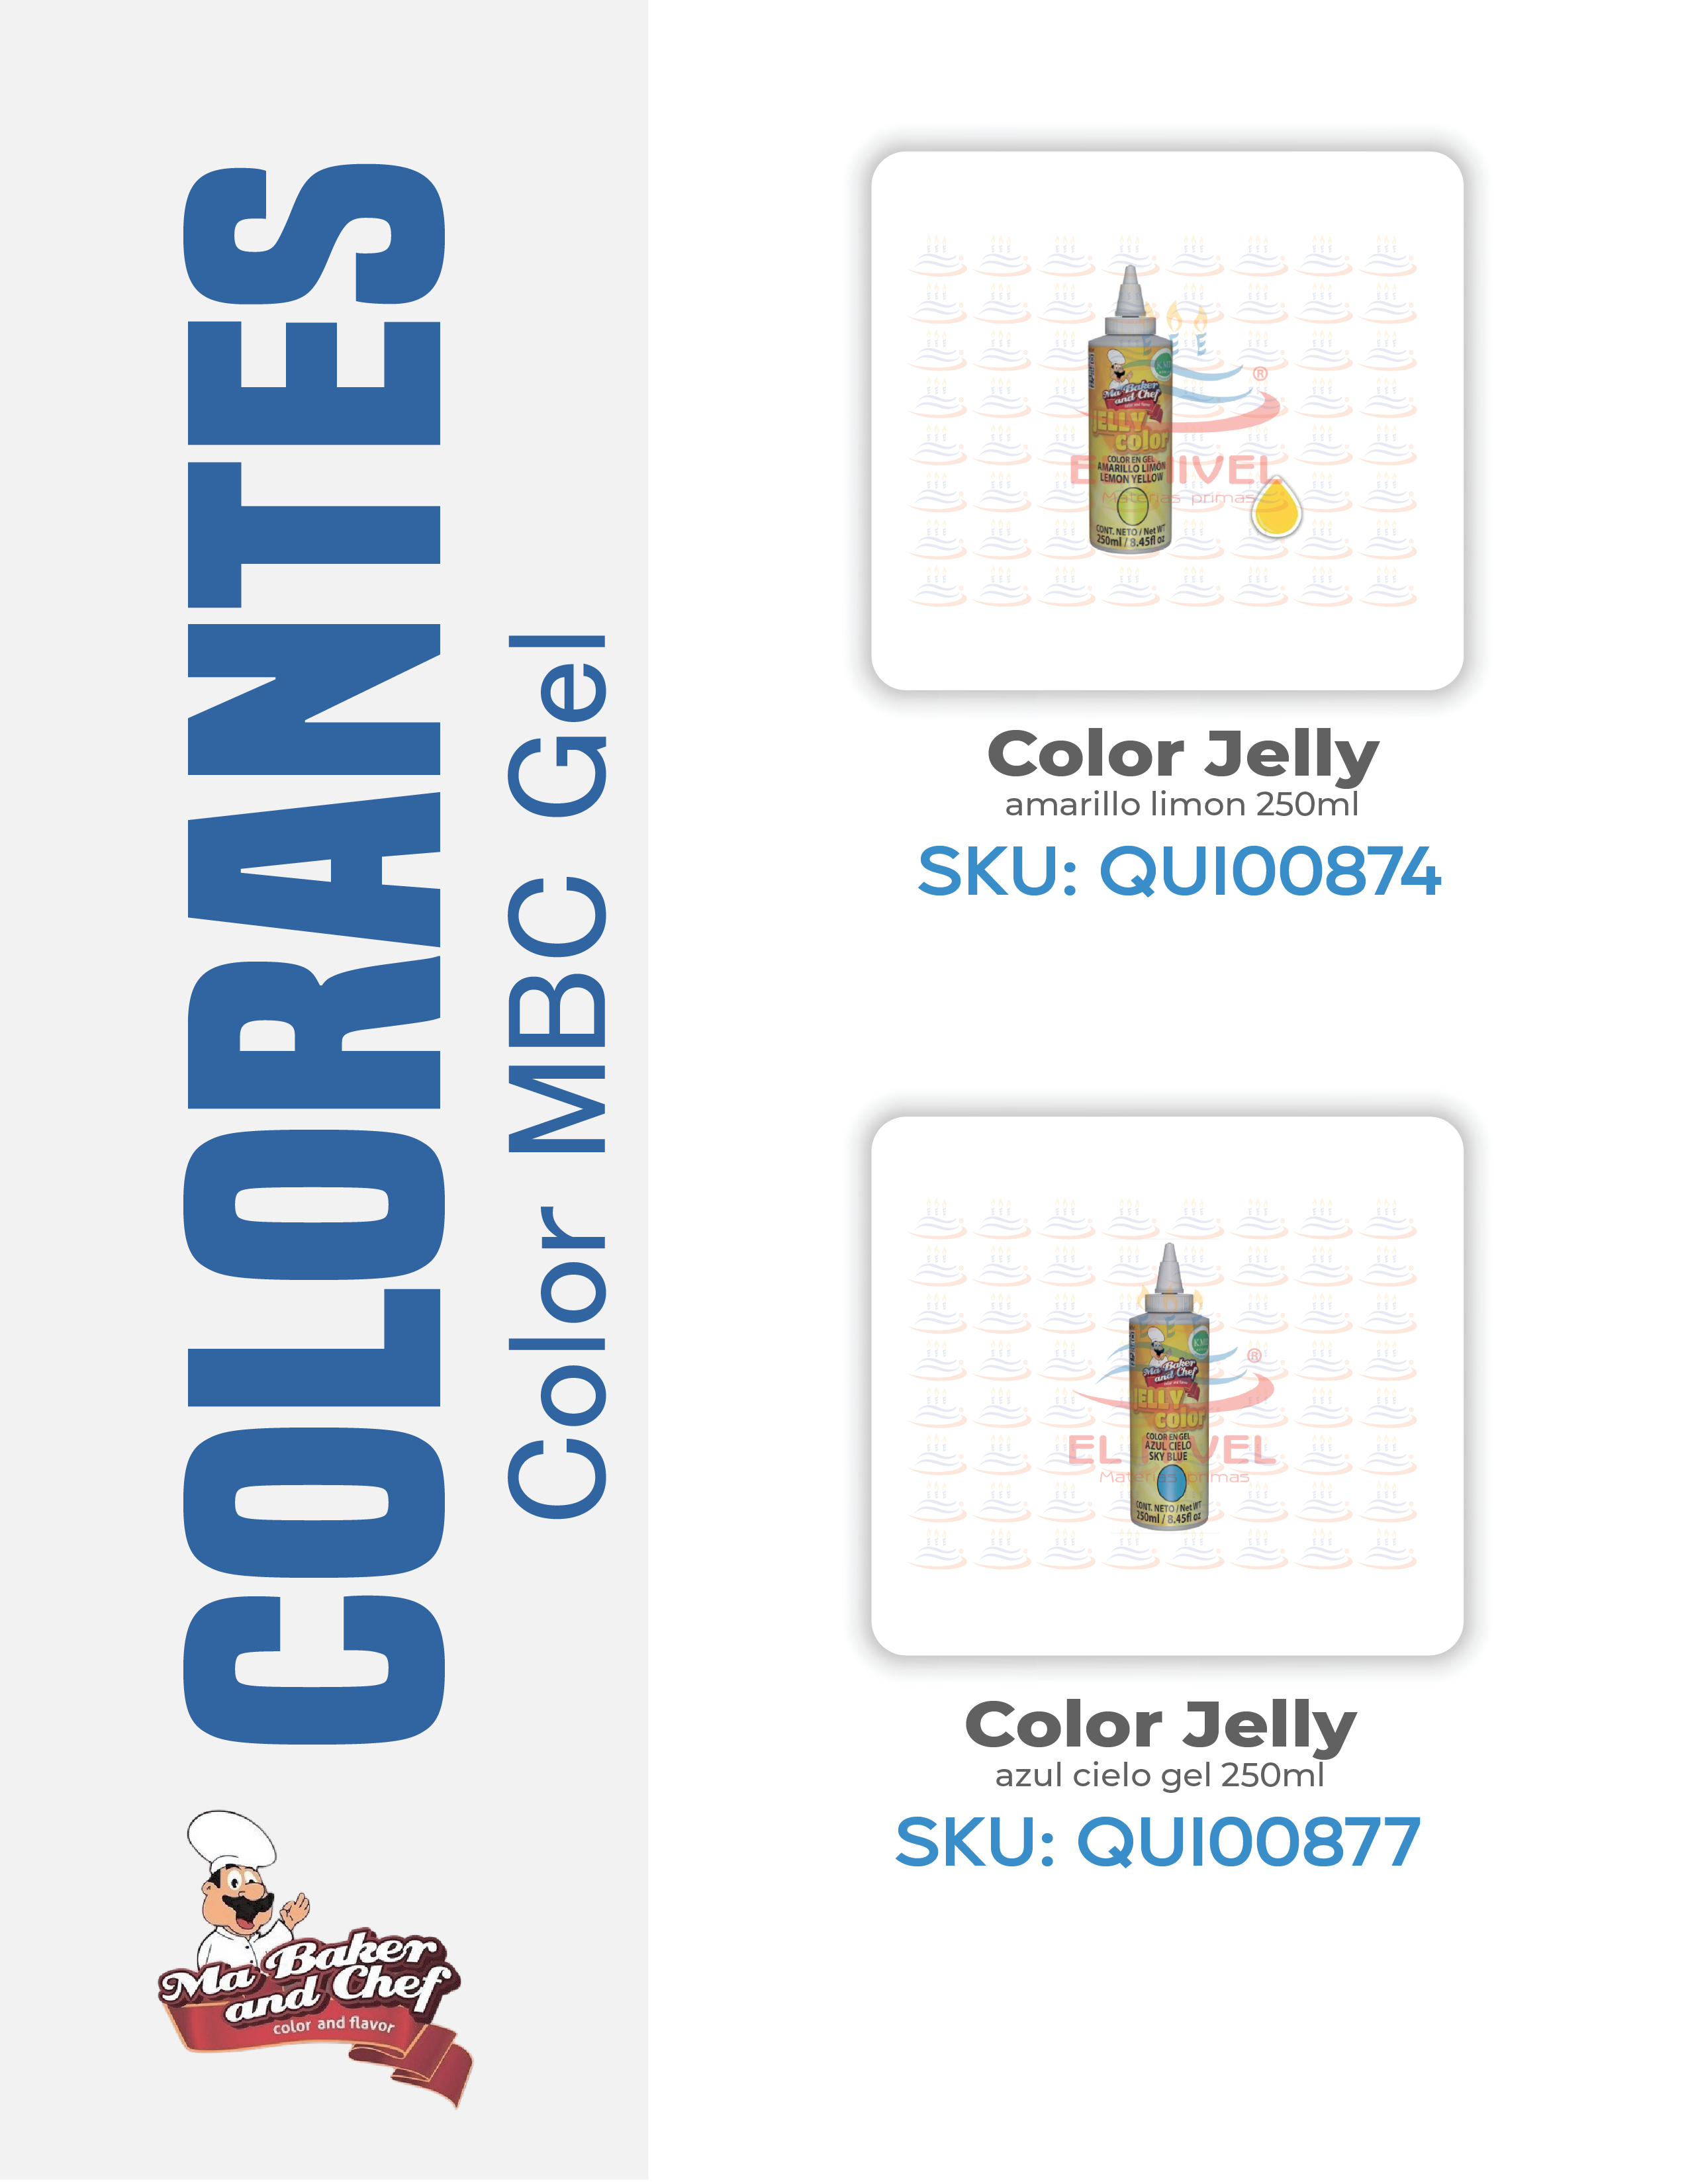 COLORANTES
Color MBC Gel
Ma Baker
and Chef
color and flavor
Ma Baker
and Chef
JELLY
color
COLOR EN GEL
AMARILLO LIMÓN
LEMON YELLOW
CONT. NETO / Net WT
250ml / 8.45fl oz
®
EL NIVEL
Materias primas
Color Jelly
amarillo limon 250ml
SKU: QUI00874
Ma Baker
and Chef
JELLY
color
COLOR EN GEL
AZUL CIELO
SKY BLUE
CONT. NETO / Net WT
250ml / 8.45fl oz
®
EL NIVEL
Materias primas
Color Jelly
azul cielo gel 250ml
SKU: QUI00877